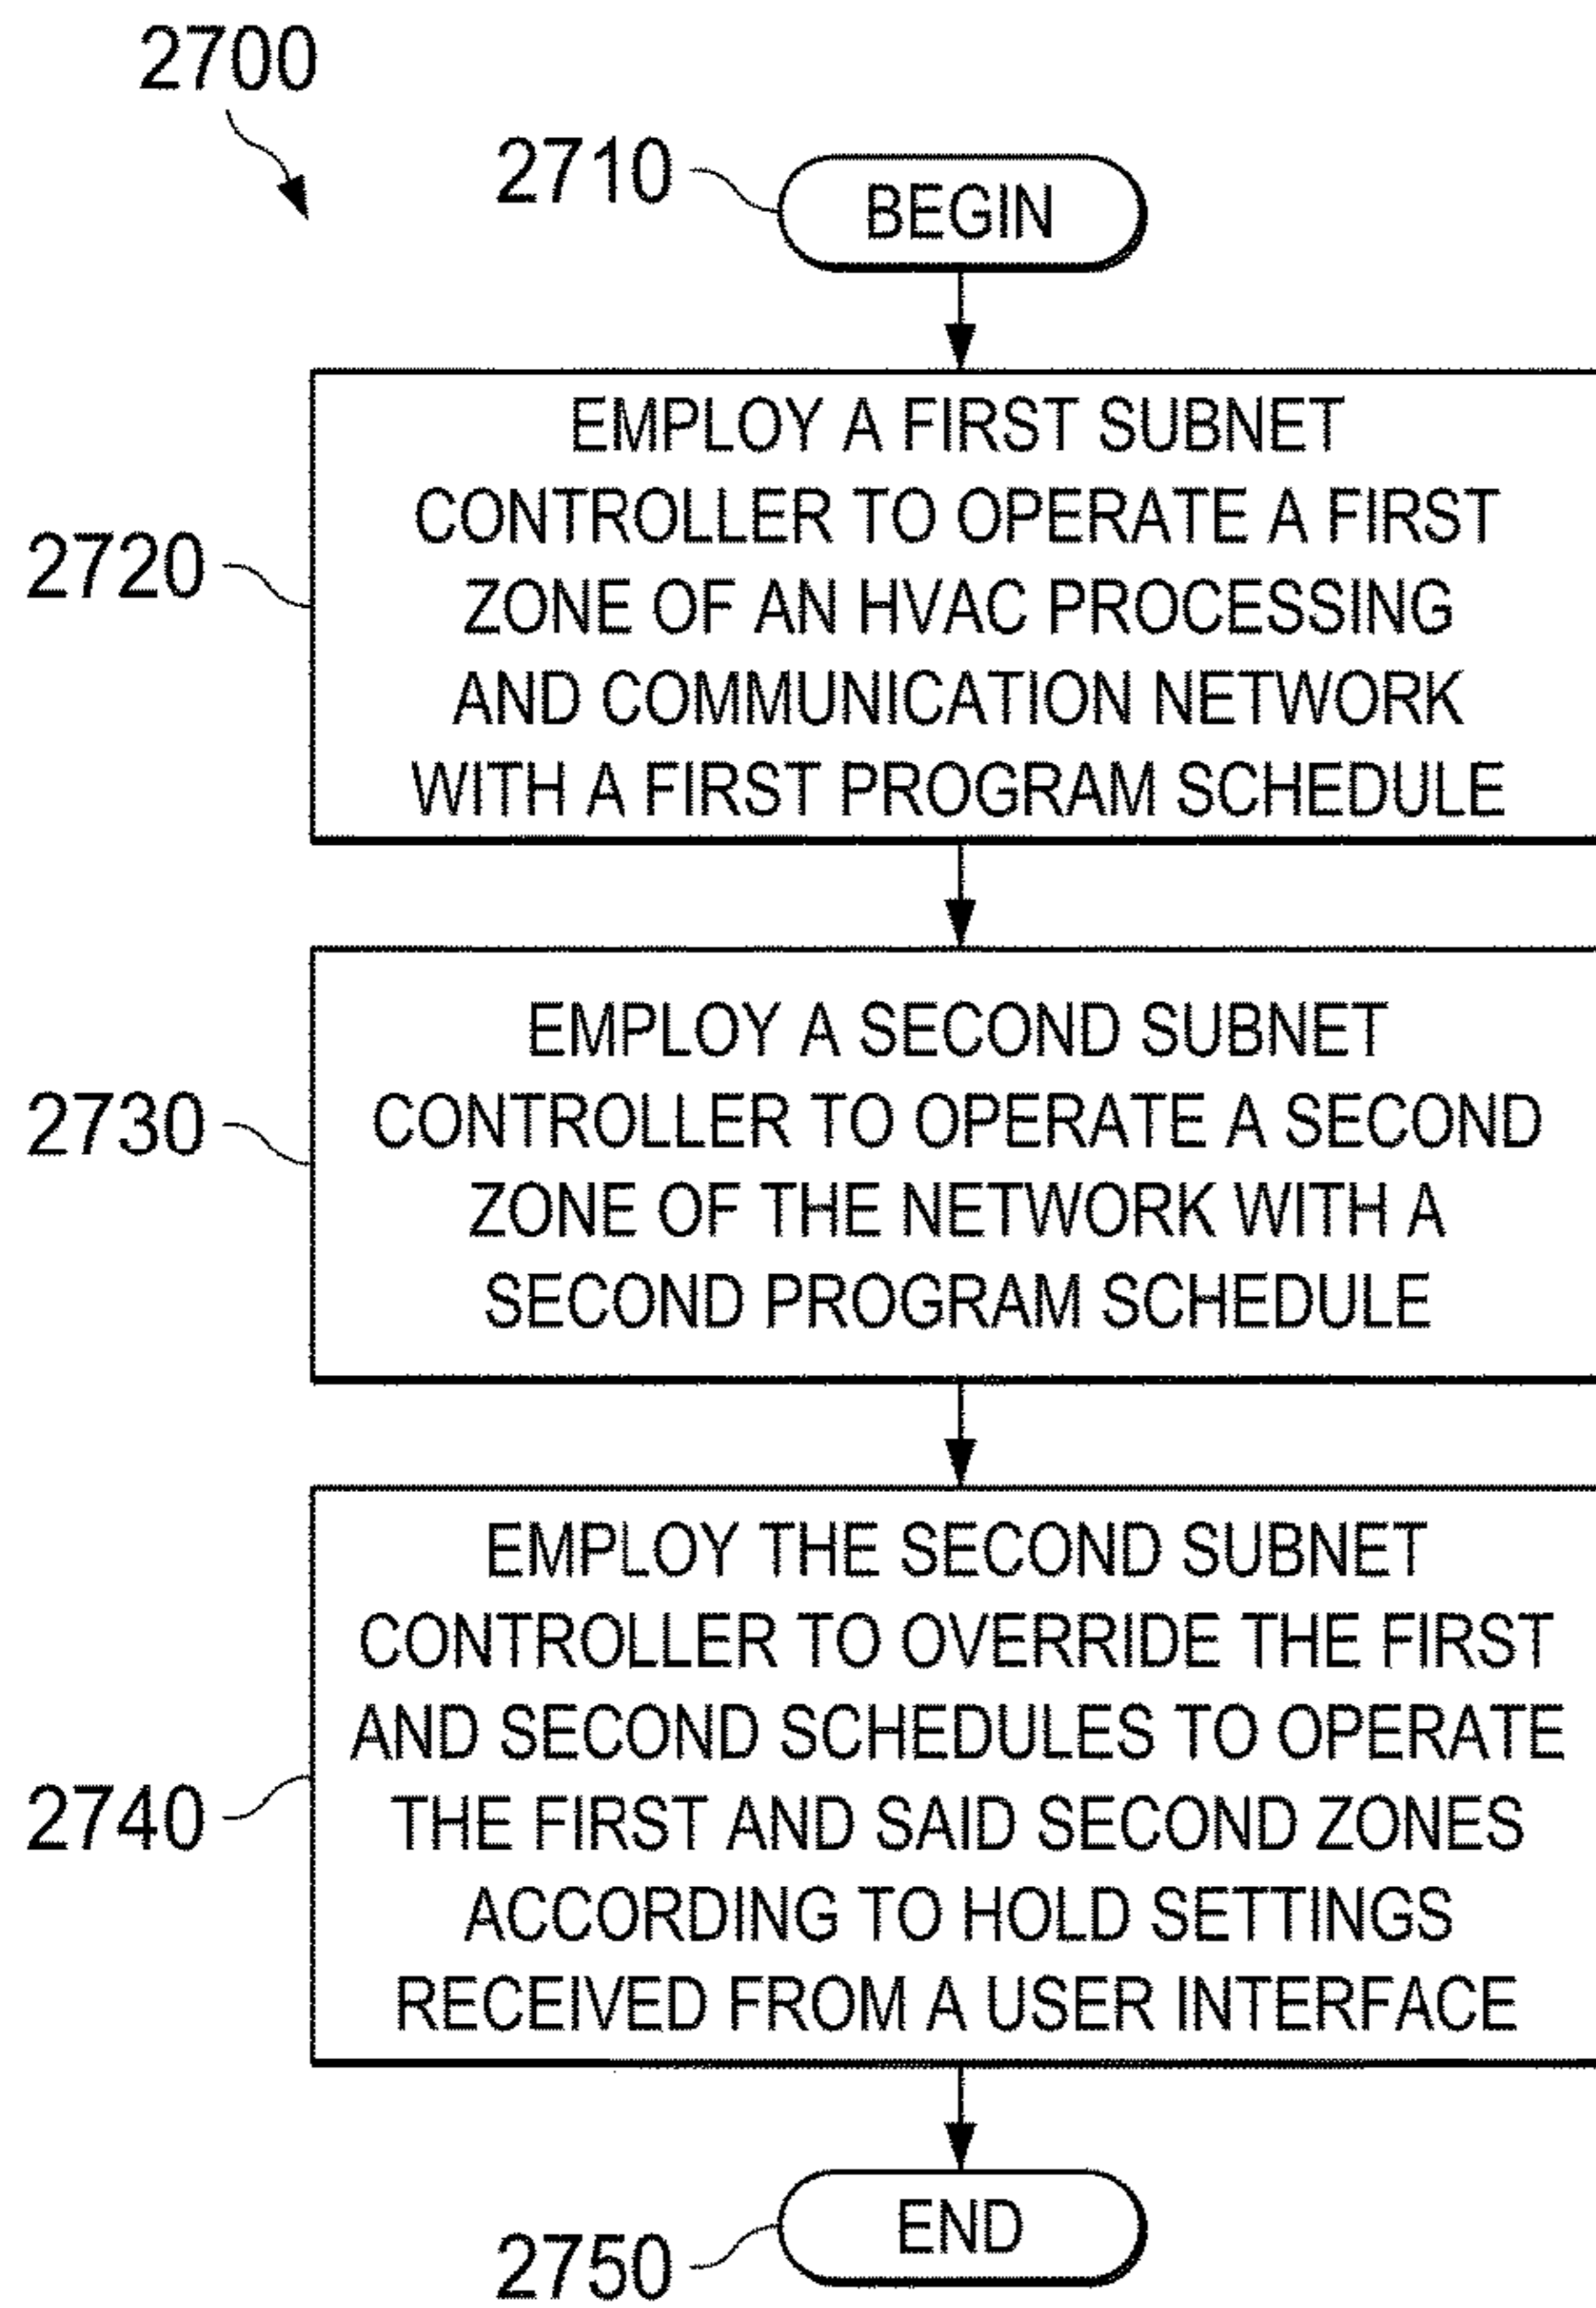 2700
2710
BEGIN
2720
EMPLOY A FIRST SUBNET
CONTROLLER TO OPERATE A FIRST
ZONE OF AN HVAC PROCESSING
AND COMMUNICATION NETWORK
WITH A FIRST PROGRAM SCHEDULE
2730
EMPLOY A SECOND SUBNET
CONTROLLER TO OPERATE A SECOND
ZONE OF THE NETWORK WITH A
SECOND PROGRAM SCHEDULE
2740
EMPLOY THE SECOND SUBNET
CONTROLLER TO OVERRIDE THE FIRST
AND SECOND SCHEDULES TO OPERATE
THE FIRST AND SAID SECOND ZONES
ACCORDING TO HOLD SETTINGS
RECEIVED FROM A USER INTERFACE
2750
END